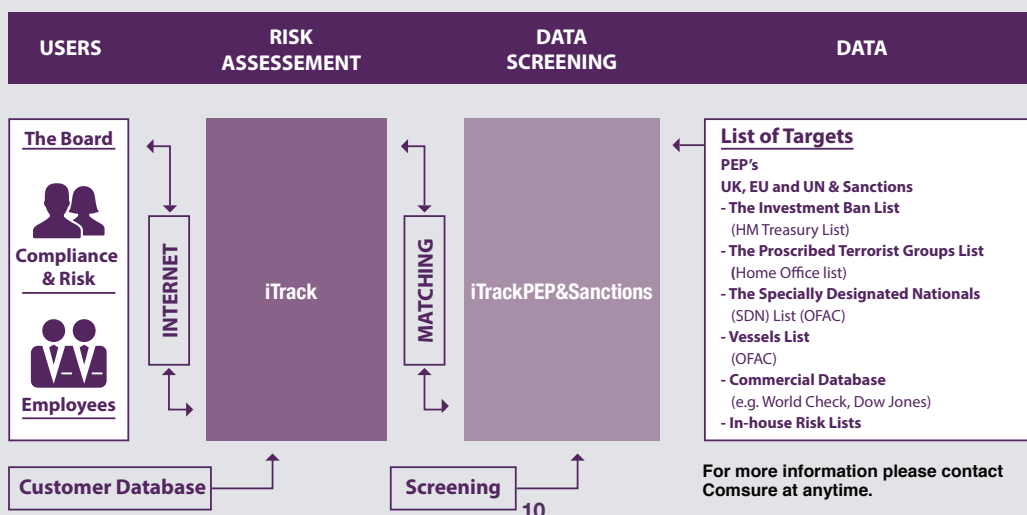 USERS
RISK
ASSESSEMENT
DATA
SCREENING
DATA
The Board
Compliance
& Risk
Employees
INTERNET
iTrack
MATCHING
iTrackPEP&Sanctions
List of Targets
PEP's
UK, EU and UN & Sanctions
- The Investment Ban List
(HM Treasury List)
- The Proscribed Terrorist Groups List
(Home Office list)
- The Specially Designated Nationals
(SDN) List (OFAC)
- Vessels List
(OFAC)
- Commercial Database
(e.g. World Check, Dow Jones)
- In-house Risk Lists
Customer Database
Screening
10
For more information please contact
Comsure at anytime.